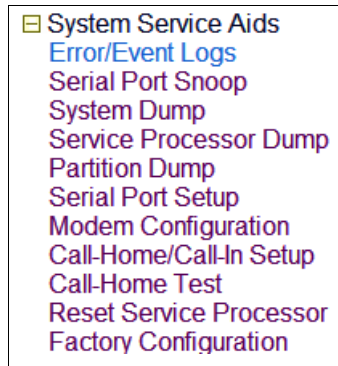 System Service Aids
Error/Event Logs
Serial Port Snoop
System Dump
Service Processor Dump
Partition Dump
Serial Port Setup
Modem Configuration
Call-Home/Call-In Setup
Call-Home Test
Reset Service Processor
Factory Configuration